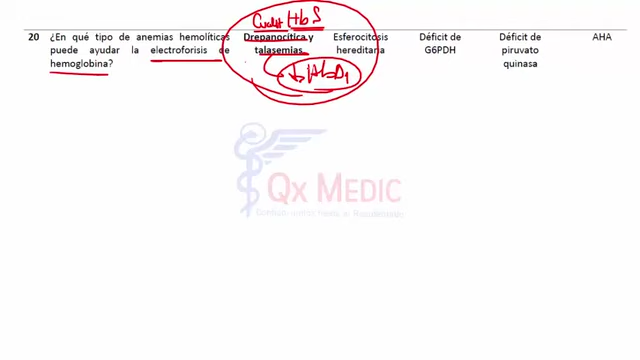 20 ¿En qué tipo de anemias hemolíticas puede ayudar la electroforisis de hemoglobina?
Hb S
Drepanocítica y talasemias
Esferocitosis hereditaria
Déficit de G6PDH
Déficit de piruvato quinasa
AHA
QX MEDIC